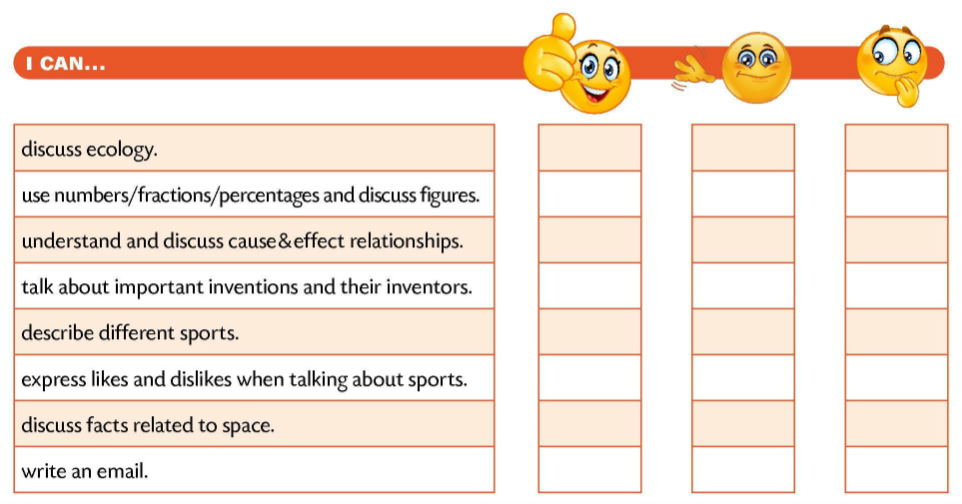 I CAN...
discuss ecology.
use numbers/fractions/percentages and discuss figures.
understand and discuss cause&effect relationships.
talk about important inventions and their inventors.
describe different sports.
express likes and dislikes when talking about sports.
discuss facts related to space.
write an email.